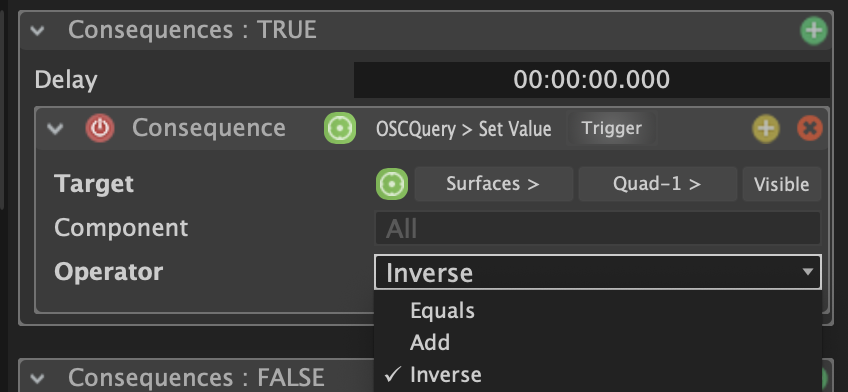 Consequences : TRUE
Delay 00:00:00.000
Consequence OSCQuery > Set Value Trigger
Target Surfaces > Quad-1 > Visible
Component All
Operator Inverse
Equals
Add
✓ Inverse
Consequences : FALSE